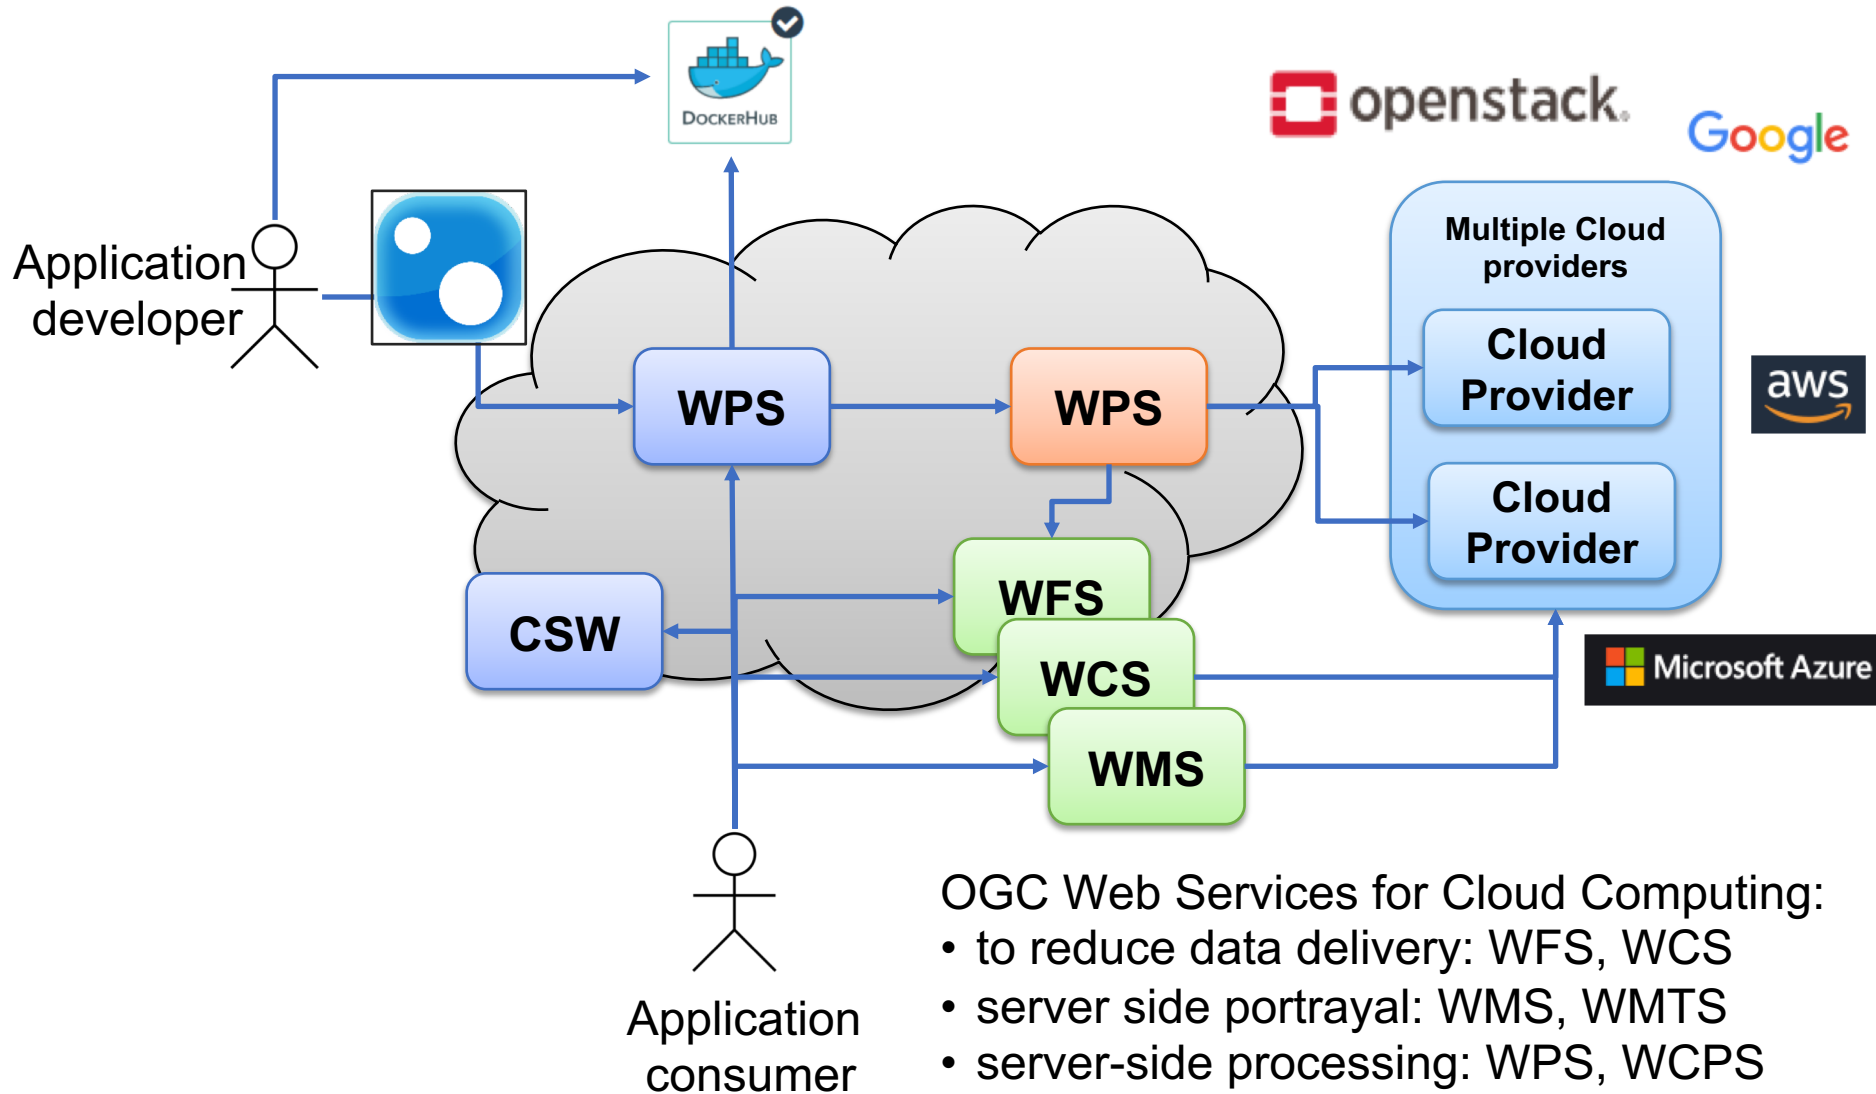 DOCKERHUB
openstack.
Google
Application
developer
Multiple Cloud
providers
Cloud
Provider
WPS
WPS
aws
Cloud
Provider
WFS
CSW
WCS
Microsoft Azure
WMS
Application
consumer
OGC Web Services for Cloud Computing:
• to reduce data delivery: WFS, WCS
• server side portrayal: WMS, WMTS
• server-side processing: WPS, WCPS